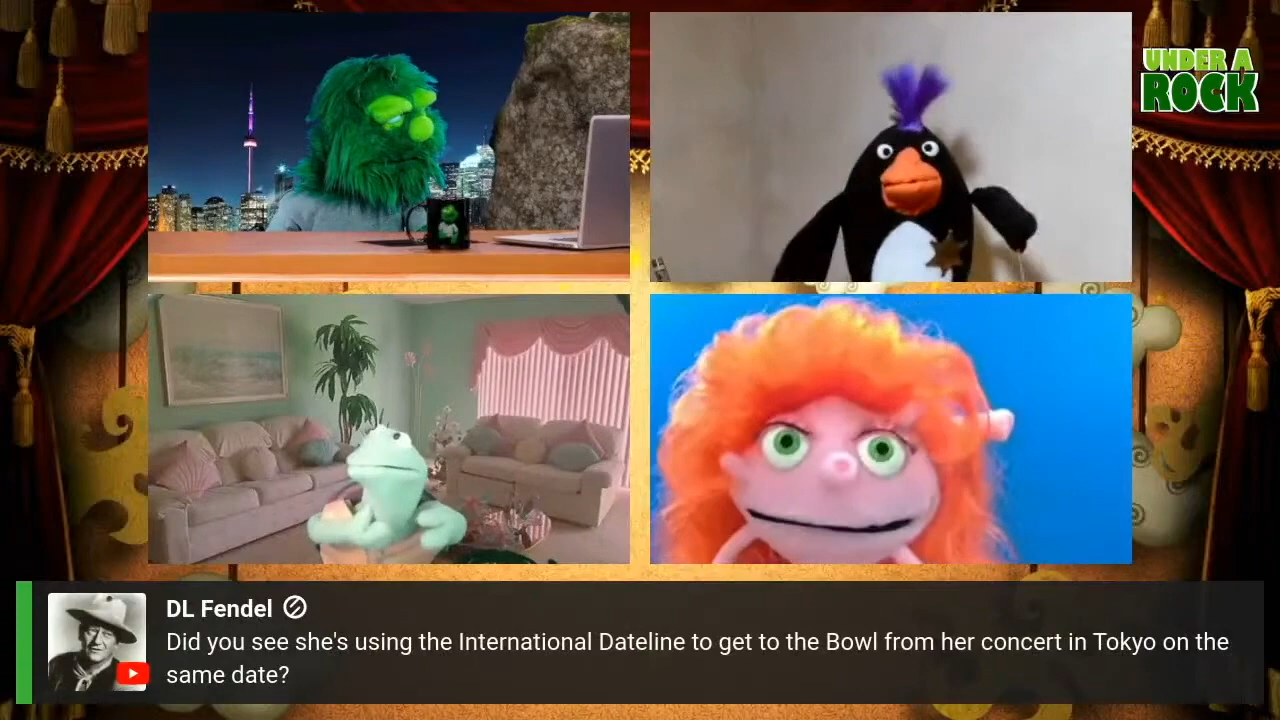 UNDER A
ROCK
DL Fendel
Did you see she's using the International Dateline to get to the Bowl from her concert in Tokyo on the
same date?